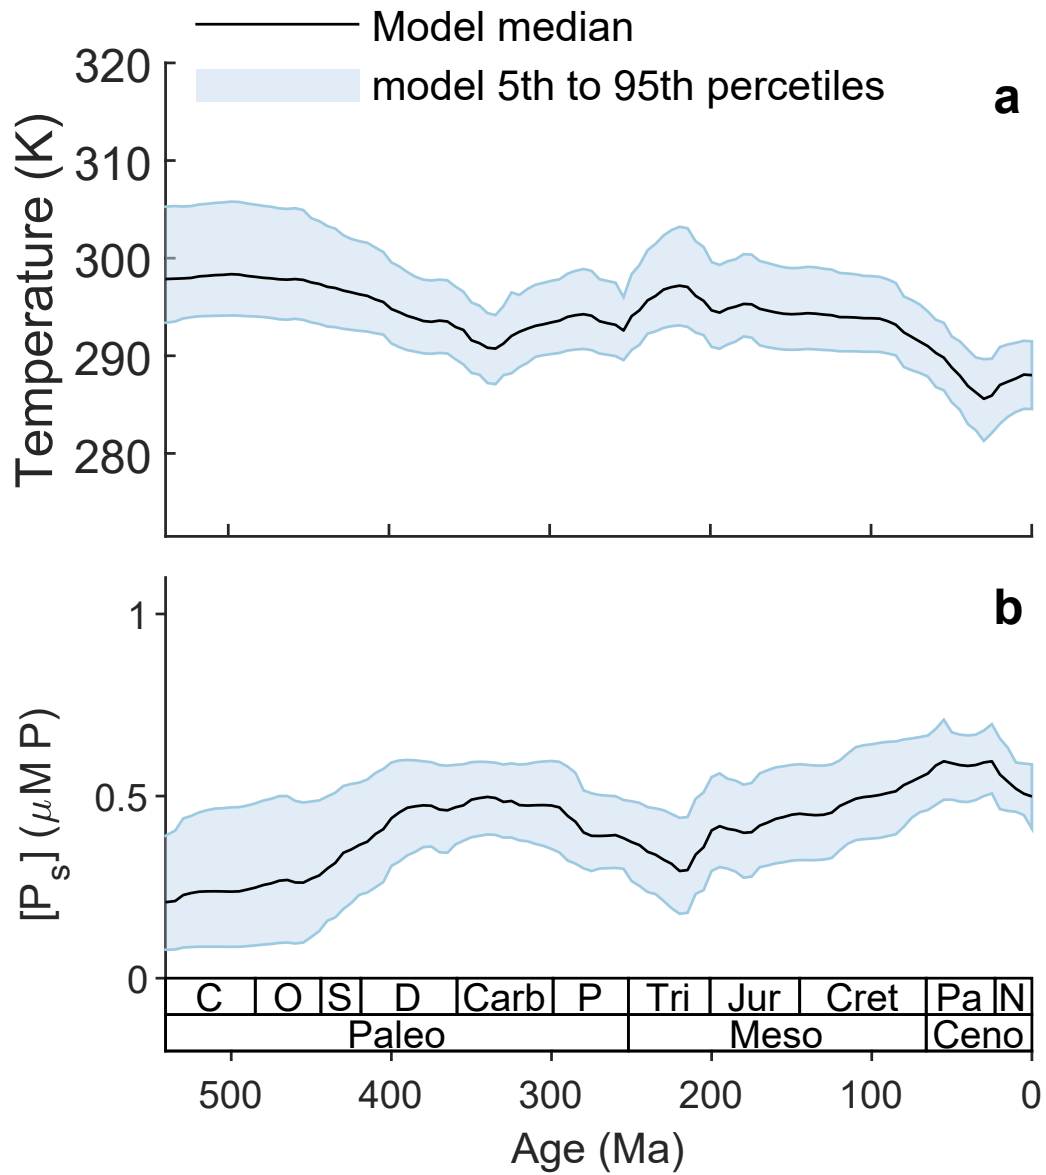 Model median
model 5th to 95th percetiles
a
320
310
300
290
280
Temperature (K)
b
1
0.5
0
[Ps] (μM P)
C O S D Carb P Tri Jur Cret Pa N
Paleo Meso Ceno
500 400 300 200 100 0
Age (Ma)